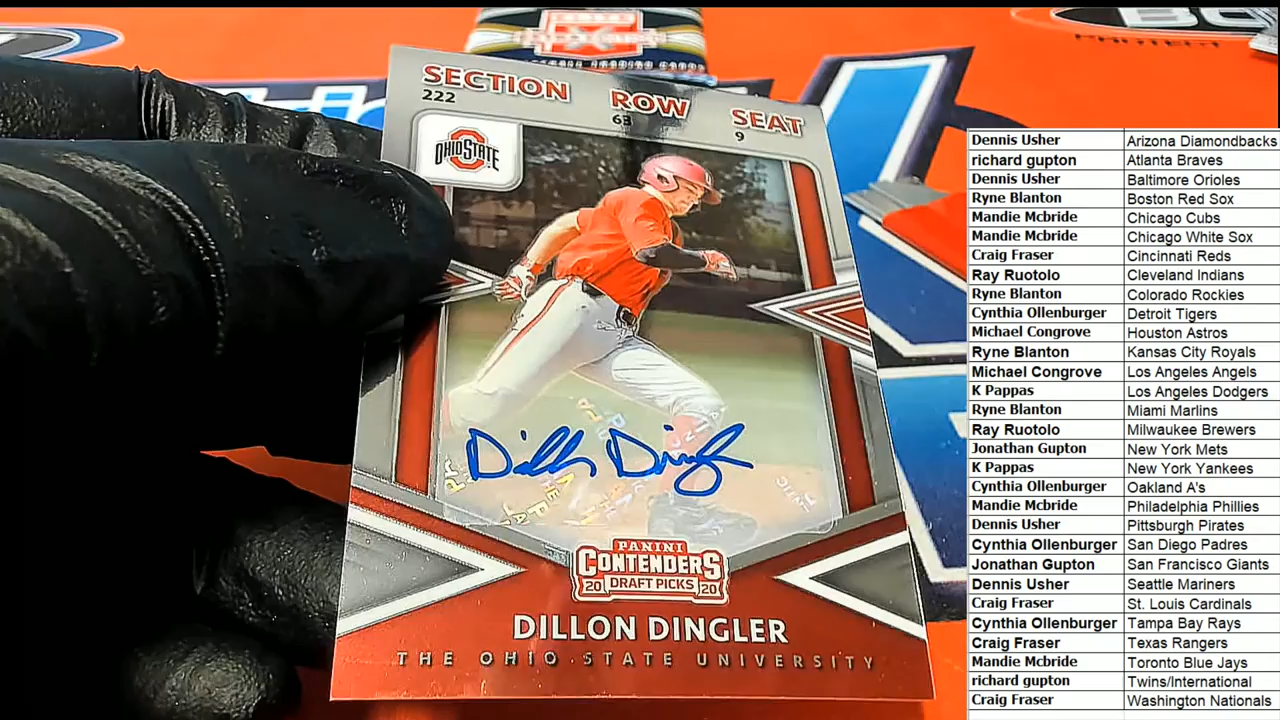 SECTION ROW SEAT
222 63 9
OHIO STATE
Dillon Dingler
PANINI
CONTENDERS
20 DRAFT PICKS 20
DILLON DINGLER
THE OHIO STATE UNIVERSITY
PROTECT
Dennis Usher Arizona Diamondbacks
richard gupton Atlanta Braves
Dennis Usher Baltimore Orioles
Ryne Blanton Boston Red Sox
Mandie Mcbride Chicago Cubs
Mandie Mcbride Chicago White Sox
Craig Fraser Cincinnati Reds
Ray Ruotolo Cleveland Indians
Ryne Blanton Colorado Rockies
Cynthia Ollenburger Detroit Tigers
Michael Congrove Houston Astros
Ryne Blanton Kansas City Royals
Michael Congrove Los Angeles Angels
K Pappas Los Angeles Dodgers
Ryne Blanton Miami Marlins
Ray Ruotolo Milwaukee Brewers
Jonathan Gupton New York Mets
K Pappas New York Yankees
Cynthia Ollenburger Oakland A's
Mandie Mcbride Philadelphia Phillies
Dennis Usher Pittsburgh Pirates
Cynthia Ollenburger San Diego Padres
Jonathan Gupton San Francisco Giants
Dennis Usher Seattle Mariners
Craig Fraser St. Louis Cardinals
Cynthia Ollenburger Tampa Bay Rays
Craig Fraser Texas Rangers
Mandie Mcbride Toronto Blue Jays
richard gupton Twins/International
Craig Fraser Washington Nationals